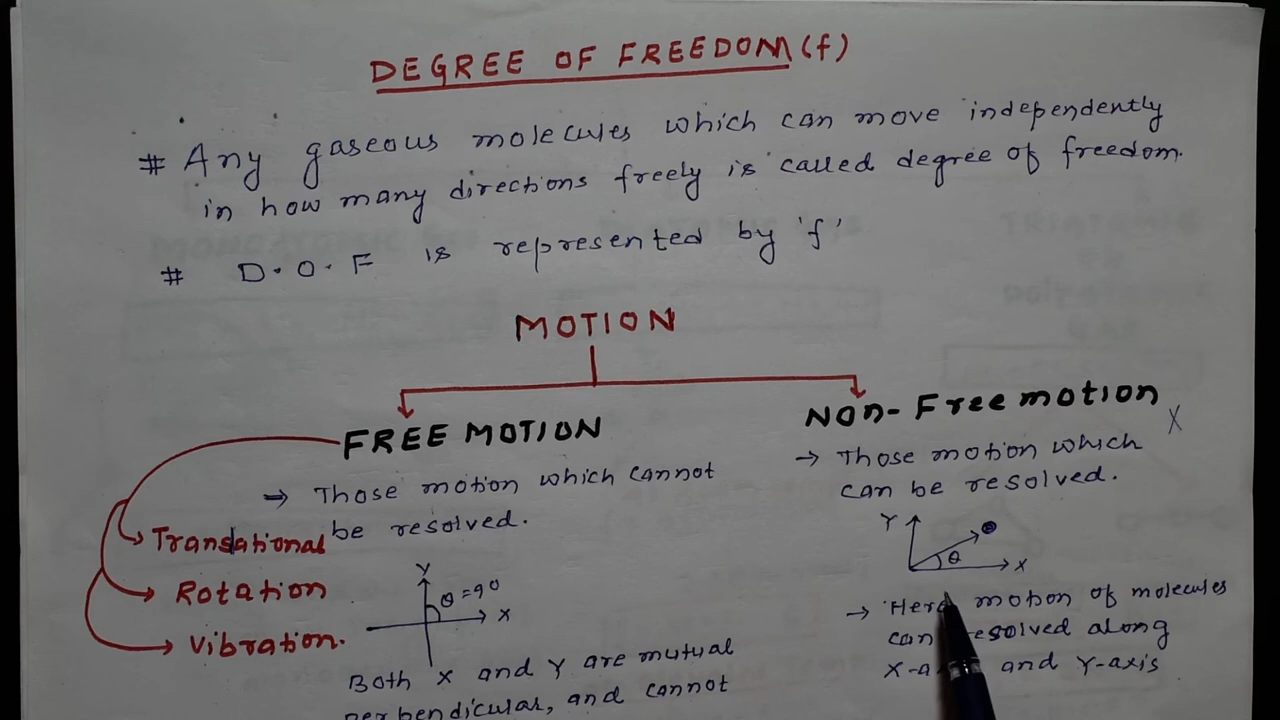 DEGREE OF FREEDOM (f)
# Any gaseous molecules which can move independently
in how many directions freely is called degree of freedom.
# D.O.F is represented by 'f'
MOTION
FREE MOTION
→ Those motion which cannot
be resolved.
Translational
Rotation
Vibration.
Y
θ=90
X
Both X and Y are mutual
perpendicular, and cannot
Non-Free motion X
→ Those motion which
can be resolved.
Y
θ
X
→ Here motion of molecules
can resolved along
and Y-axis